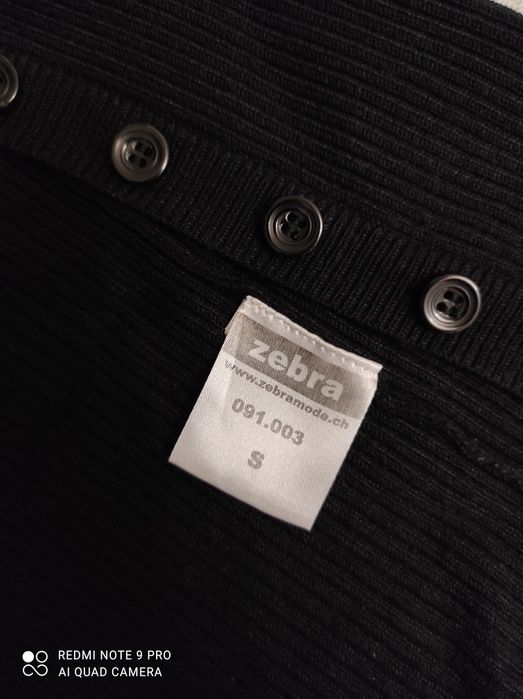 zebra
www.zebramode.ch
091.003
S
REDMI NOTE 9 PRO
AI QUAD CAMERA